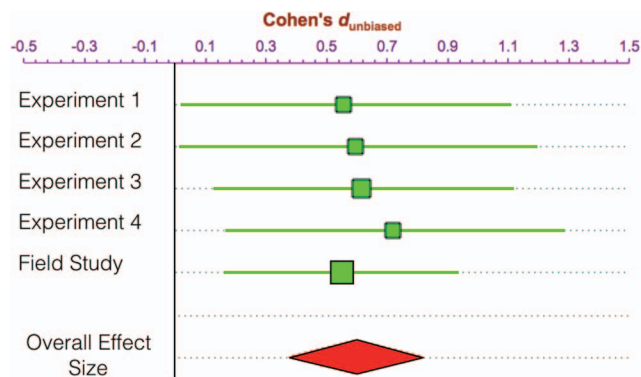 Cohen's d unbiased
-0.5 -0.3 -0.1 0.1 0.3 0.5 0.7 0.9 1.1 1.3 1.5
Experiment 1
Experiment 2
Experiment 3
Experiment 4
Field Study
Overall Effect
Size